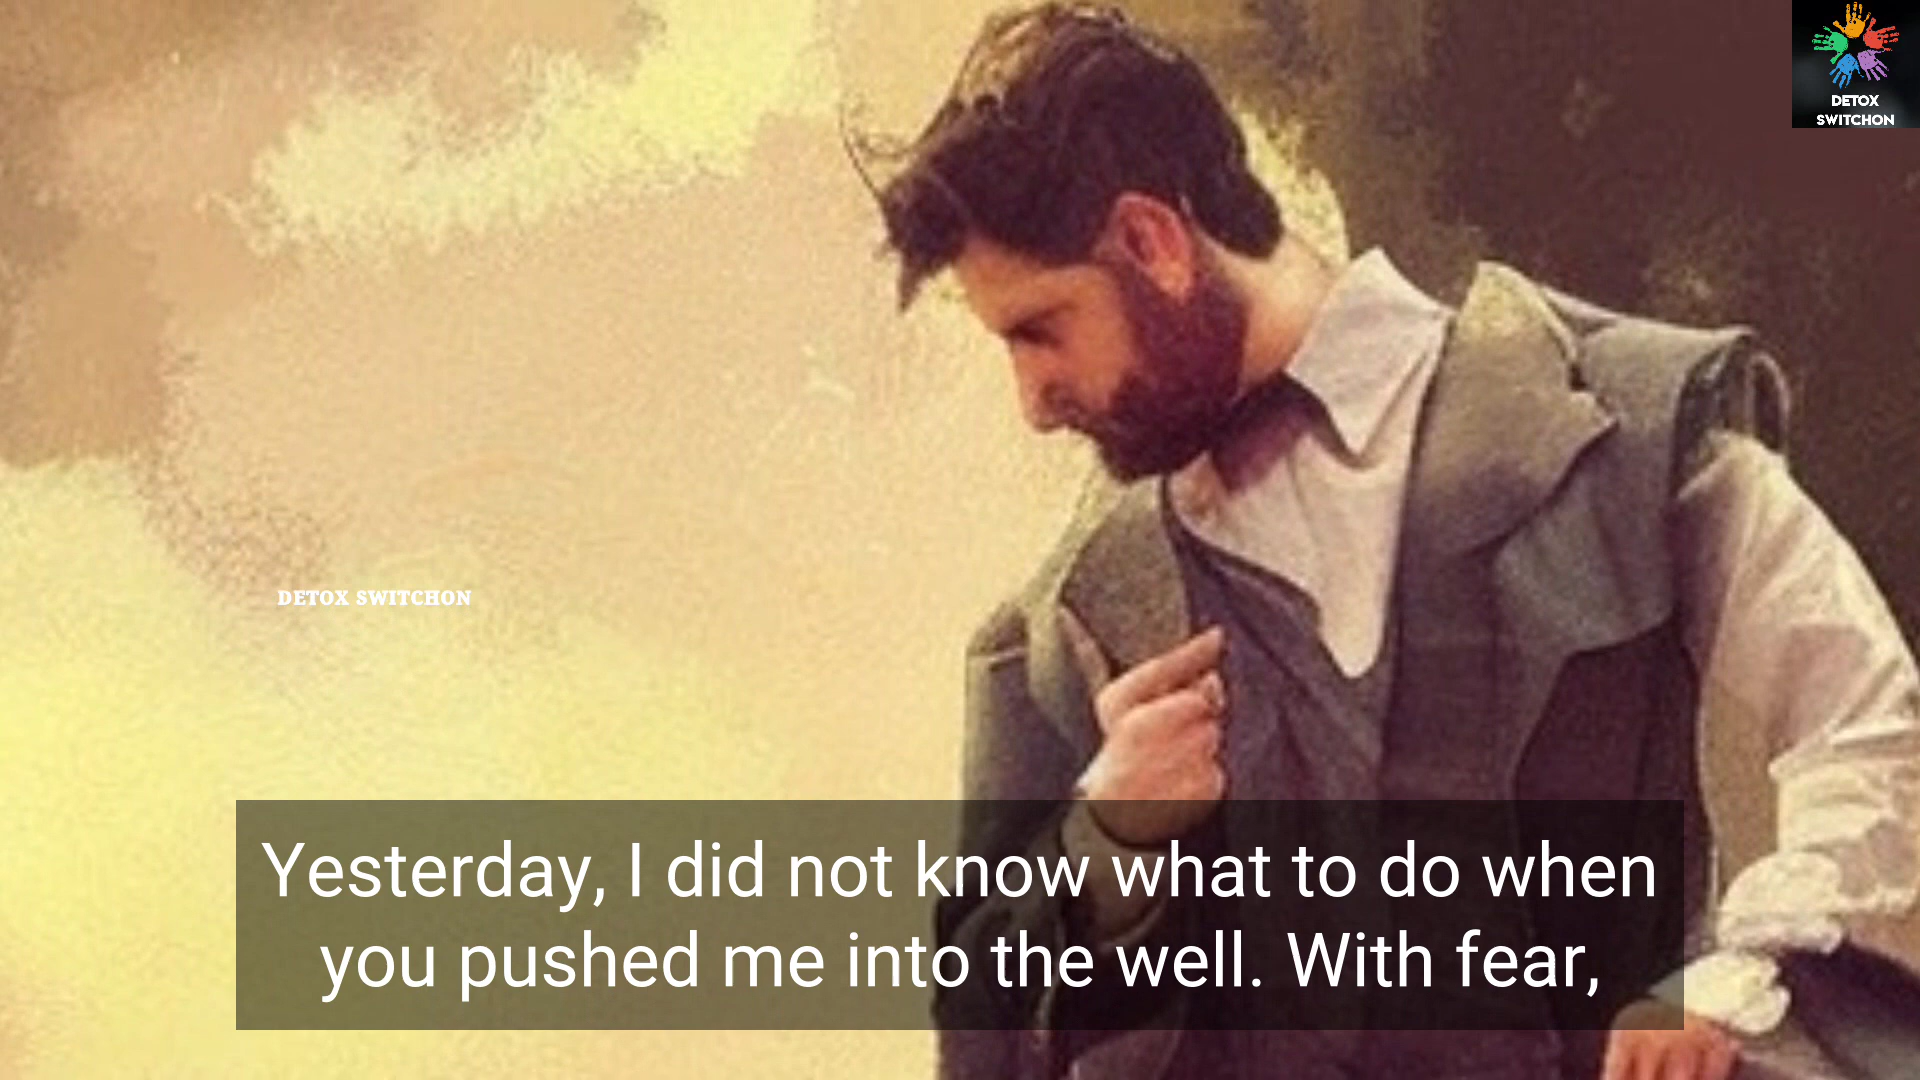 DETOX
SWITCHON
DETOX SWITCHON
Yesterday, I did not know what to do when
you pushed me into the well. With fear,